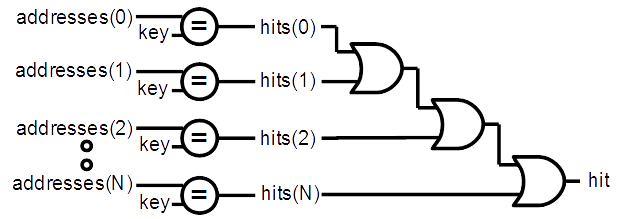 addresses(0)
key = hits(0)
addresses(1)
key = hits(1)
addresses(2)
key = hits(2)
addresses(N)
key = hits(N)
hit